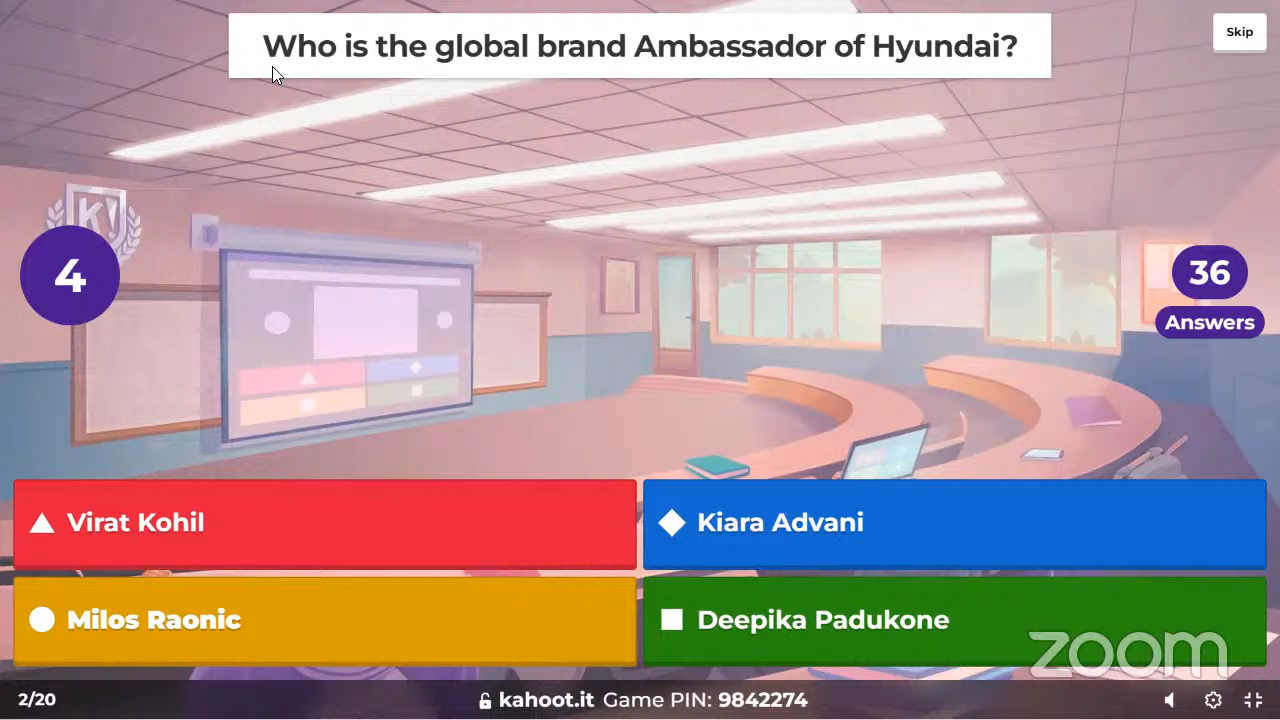 Who is the global brand Ambassador of Hyundai?
Skip
K!
4
36
Answers
Virat Kohil
Kiara Advani
Milos Raonic
Deepika Padukone
zoom
2/20
kahoot.it Game PIN: 9842274